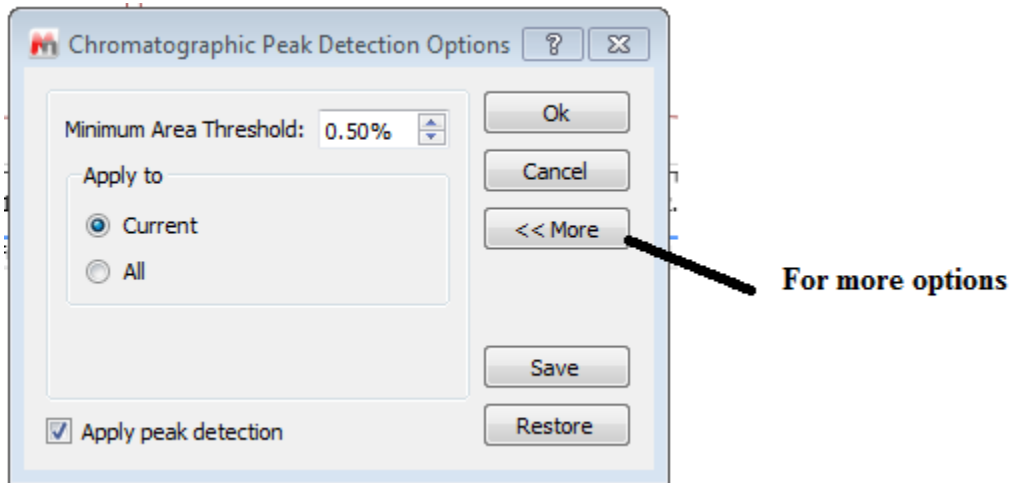 Chromatographic Peak Detection Options
Minimum Area Threshold: 0.50%
Ok
Apply to
Cancel
Current
<< More
For more options
All
Save
Apply peak detection
Restore